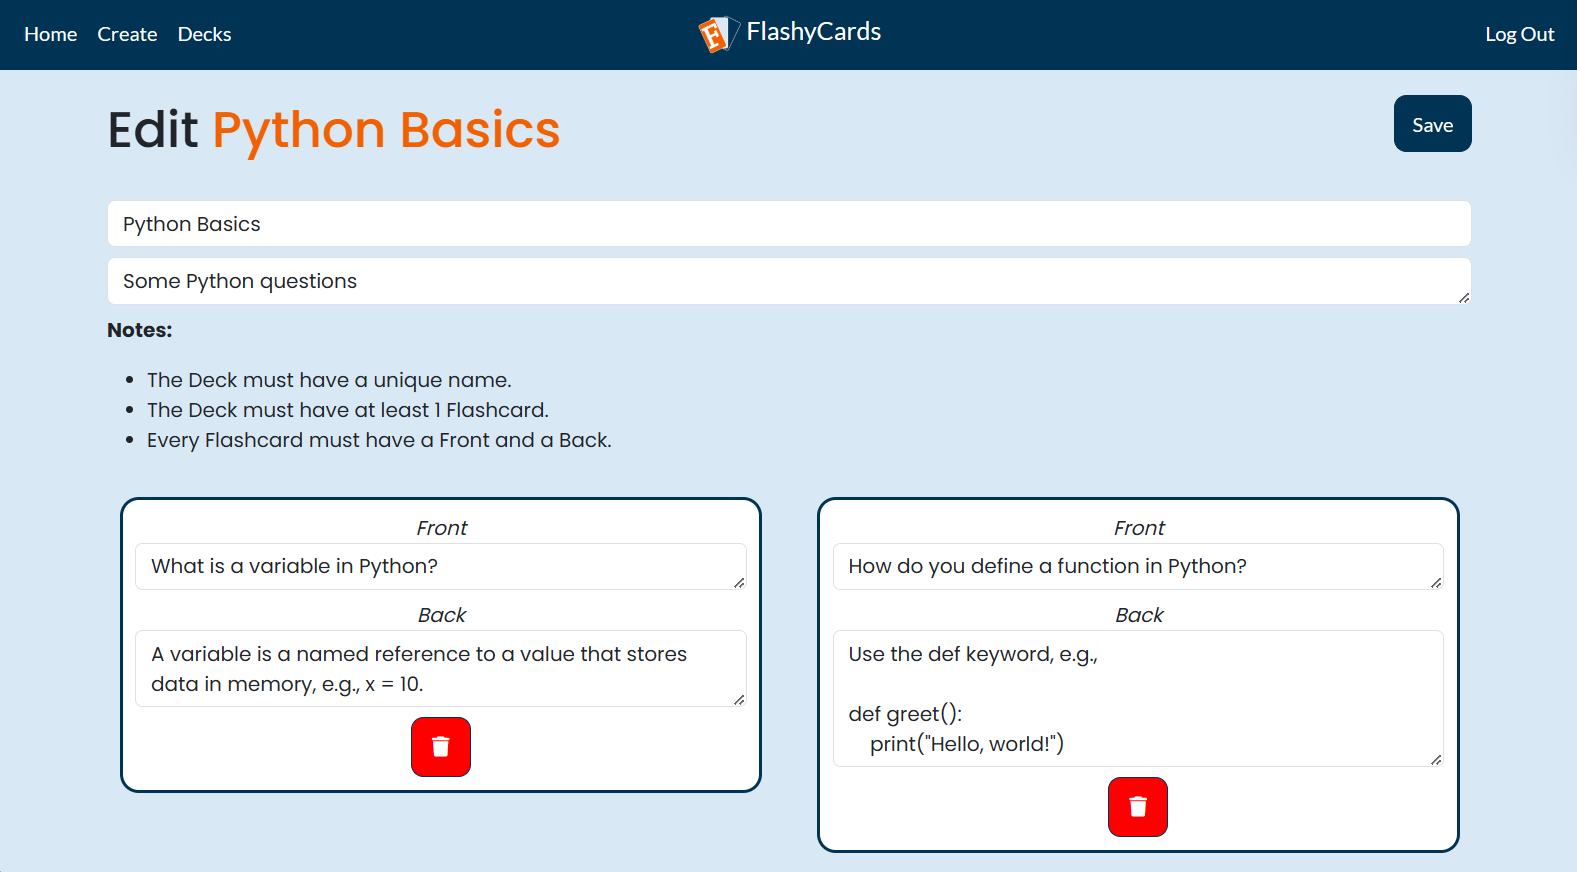 Home Create Decks
F FlashyCards
Log Out
Edit Python Basics
Save
Python Basics
Some Python questions
Notes:
The Deck must have a unique name.
The Deck must have at least 1 Flashcard.
Every Flashcard must have a Front and a Back.
Front
What is a variable in Python?
Back
A variable is a named reference to a value that stores
data in memory, e.g., x = 10.
Front
How do you define a function in Python?
Back
Use the def keyword, e.g.,
def greet():
    print("Hello, world!")